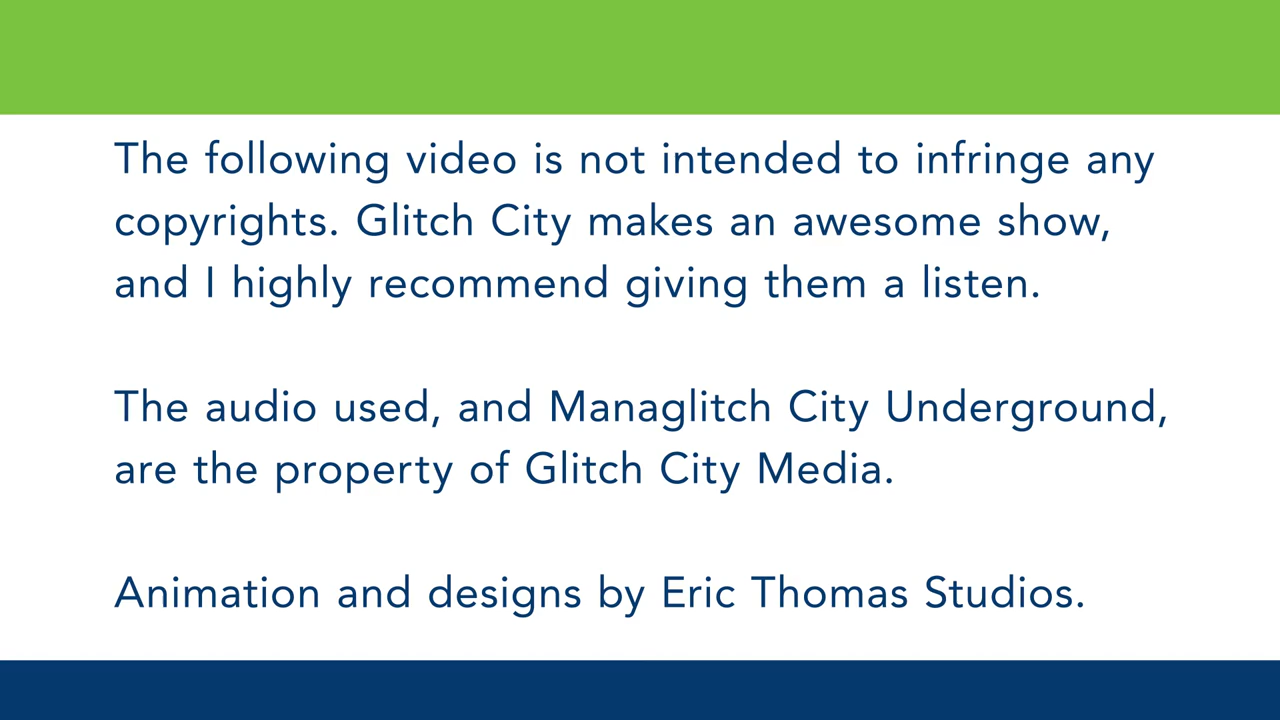 The following video is not intended to infringe any
copyrights. Glitch City makes an awesome show,
and I highly recommend giving them a listen.
The audio used, and Managlitch City Underground,
are the property of Glitch City Media.
Animation and designs by Eric Thomas Studios.